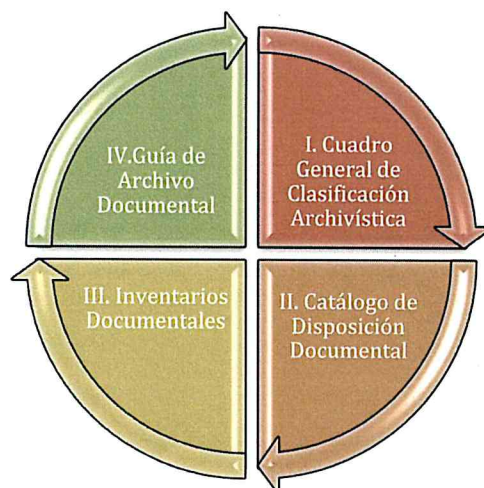 I. Cuadro
General de
Clasificación
Archivística
II. Catálogo de
Disposición
Documental
III. Inventarios
Documentales
IV.Guía de
Archivo
Documental